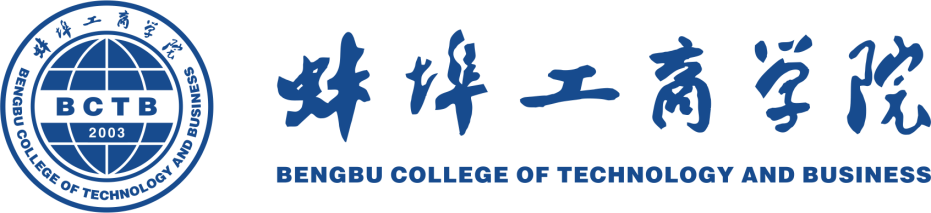 蚌埠工商学院
BENGBU COLLEGE OF TECHNOLOGY AND BUSINESS
BCTB
2003
蚌埠工商学院
BENGBU COLLEGE OF TECHNOLOGY AND BUSINESS